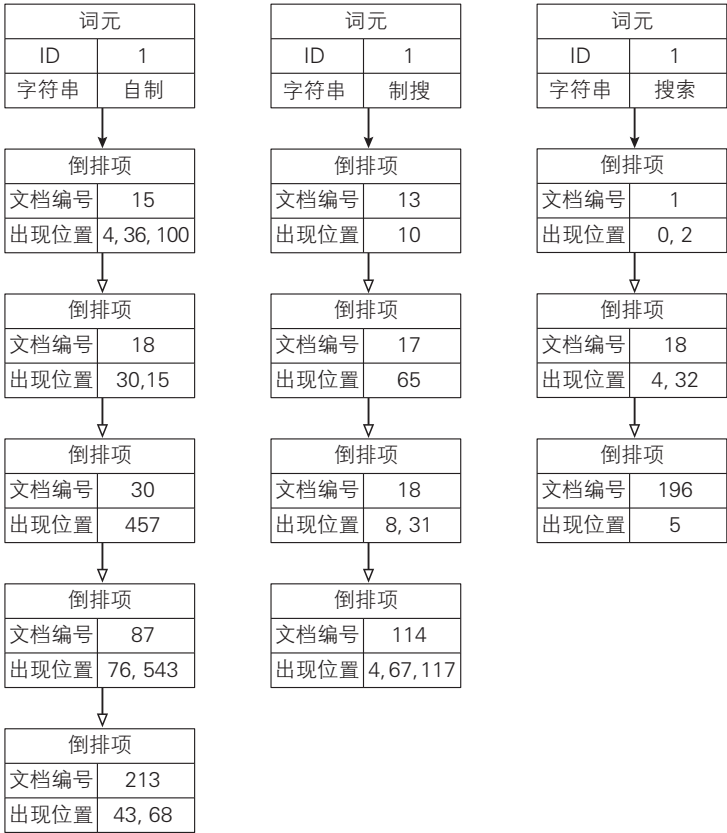 词元
ID 1
字符串 自制
倒排项
文档编号 15
出现位置 4, 36, 100
倒排项
文档编号 18
出现位置 30,15
倒排项
文档编号 30
出现位置 457
倒排项
文档编号 87
出现位置 76, 543
倒排项
文档编号 213
出现位置 43, 68
词元
ID 1
字符串 制搜
倒排项
文档编号 13
出现位置 10
倒排项
文档编号 17
出现位置 65
倒排项
文档编号 18
出现位置 8, 31
倒排项
文档编号 114
出现位置 4, 67, 117
词元
ID 1
字符串 搜索
倒排项
文档编号 1
出现位置 0, 2
倒排项
文档编号 18
出现位置 4, 32
倒排项
文档编号 196
出现位置 5